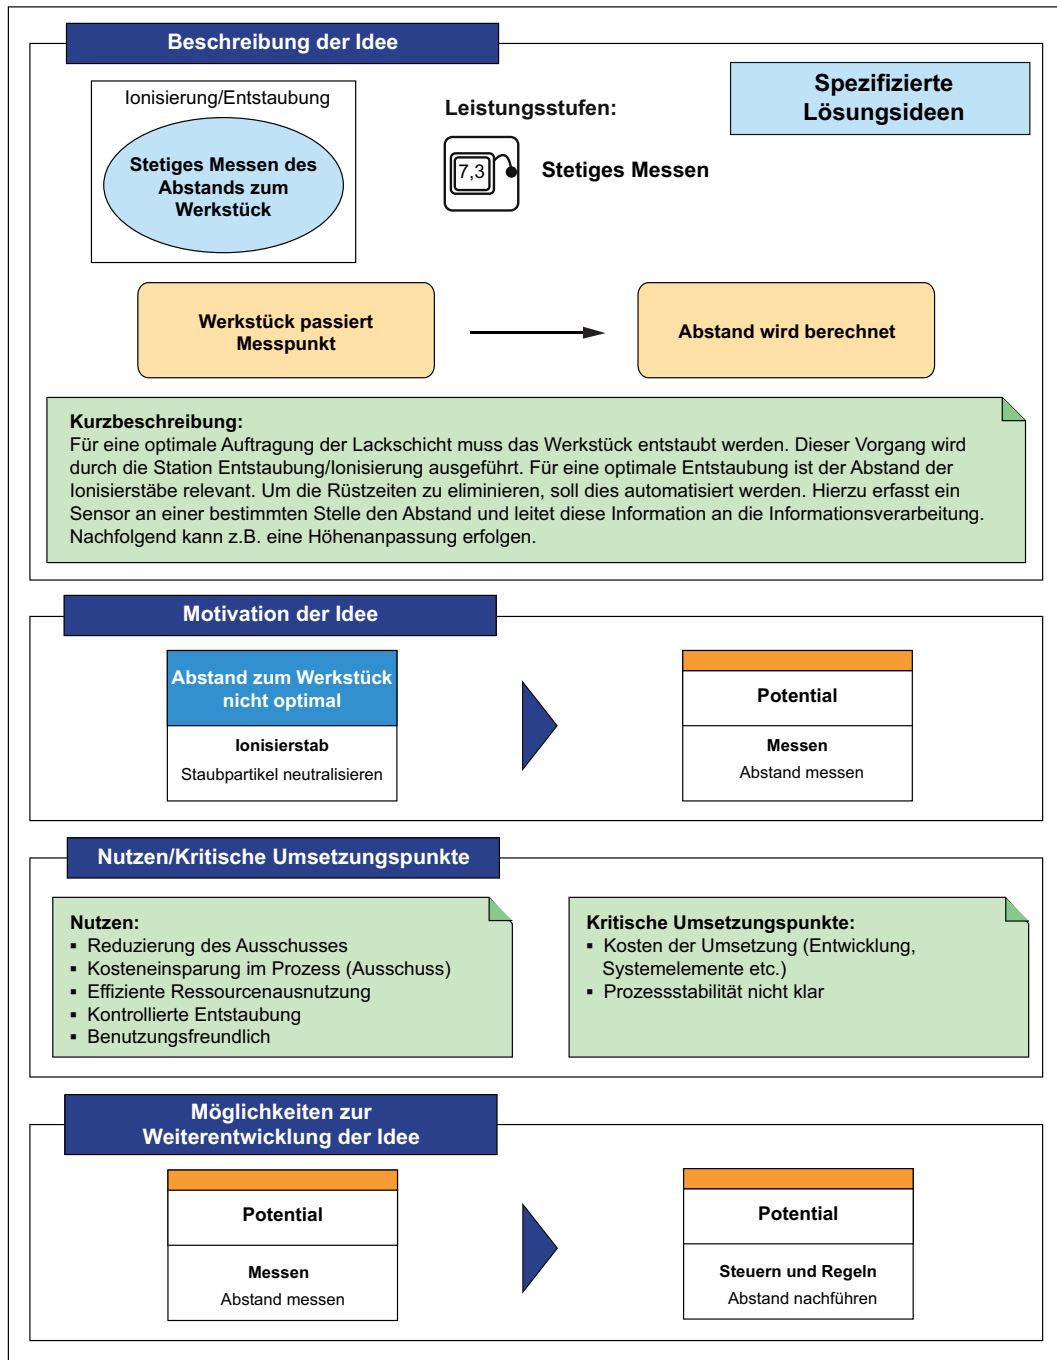 Beschreibung der Idee
Ionisierung/Entstaubung
Stetiges Messen des
Abstands zum
Werkstück
Leistungsstufen:
7,3
Stetiges Messen
Spezifizierte
Lösungsideen
Werkstück passiert
Messpunkt
Abstand wird berechnet
Kurzbeschreibung:
Für eine optimale Auftragung der Lackschicht muss das Werkstück entstaubt werden. Dieser Vorgang wird
durch die Station Entstaubung/Ionisierung ausgeführt. Für eine optimale Entstaubung ist der Abstand der
Ionisierstäbe relevant. Um die Rüstzeiten zu eliminieren, soll dies automatisiert werden. Hierzu erfasst ein
Sensor an einer bestimmten Stelle den Abstand und leitet diese Information an die Informationsverarbeitung.
Nachfolgend kann z.B. eine Höhenanpassung erfolgen.
Motivation der Idee
Abstand zum Werkstück
nicht optimal
Ionisierstab
Staubpartikel neutralisieren
Potential
Messen
Abstand messen
Nutzen/Kritische Umsetzungspunkte
Nutzen:
▪ Reduzierung des Ausschusses
▪ Kosteneinsparung im Prozess (Ausschuss)
▪ Effiziente Ressourcenausnutzung
▪ Kontrollierte Entstaubung
▪ Benutzungsfreundlich
Kritische Umsetzungspunkte:
▪ Kosten der Umsetzung (Entwicklung,
Systemelemente etc.)
▪ Prozessstabilität nicht klar
Möglichkeiten zur
Weiterentwicklung der Idee
Potential
Messen
Abstand messen
Potential
Steuern und Regeln
Abstand nachführen